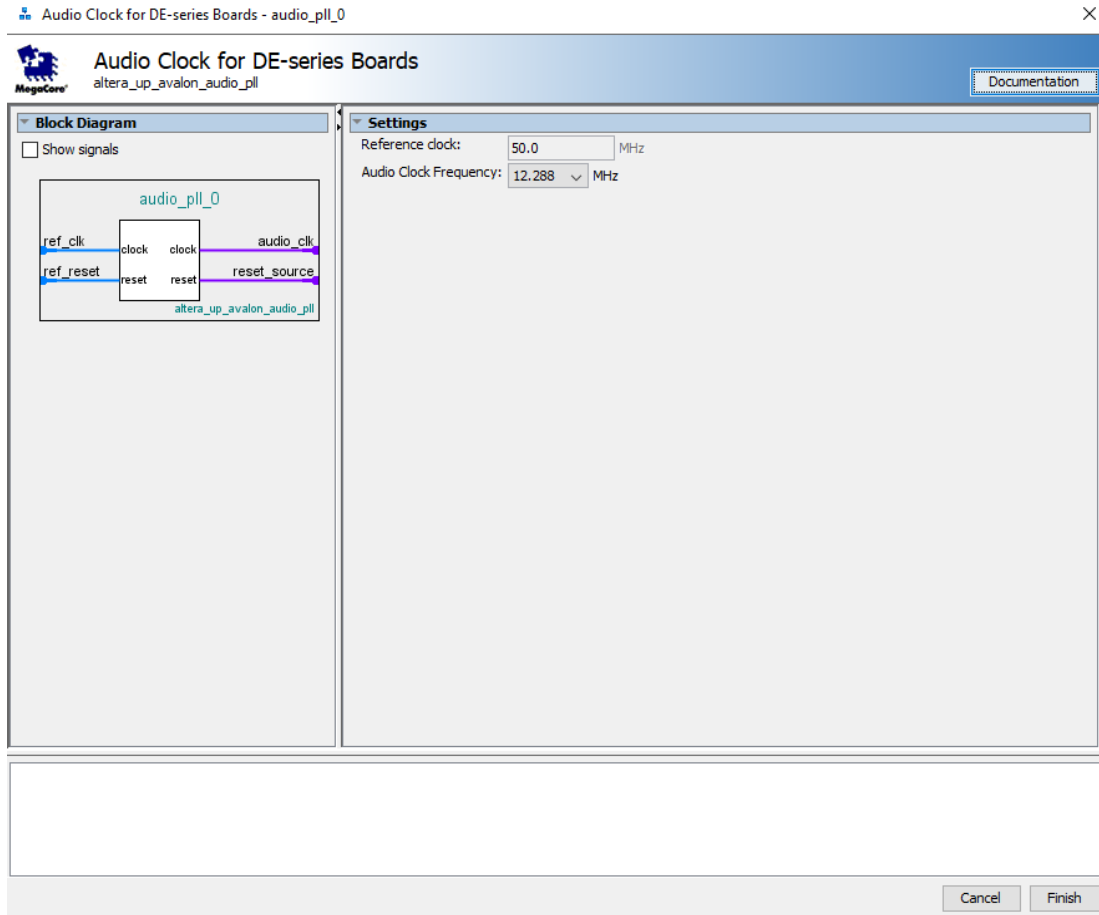 Audio Clock for DE-series Boards - audio_pll_0
Audio Clock for DE-series Boards
altera_up_avalon_audio_pll
MegaCore'
Documentation
Block Diagram
Show signals
audio_pll_0
ref_clk
clock
clock
audio_clk
ref_reset
reset
reset
reset_source
altera_up_avalon_audio_pll
Settings
Reference clock:
50.0
MHz
Audio Clock Frequency:
12.288
MHz
Cancel
Finish